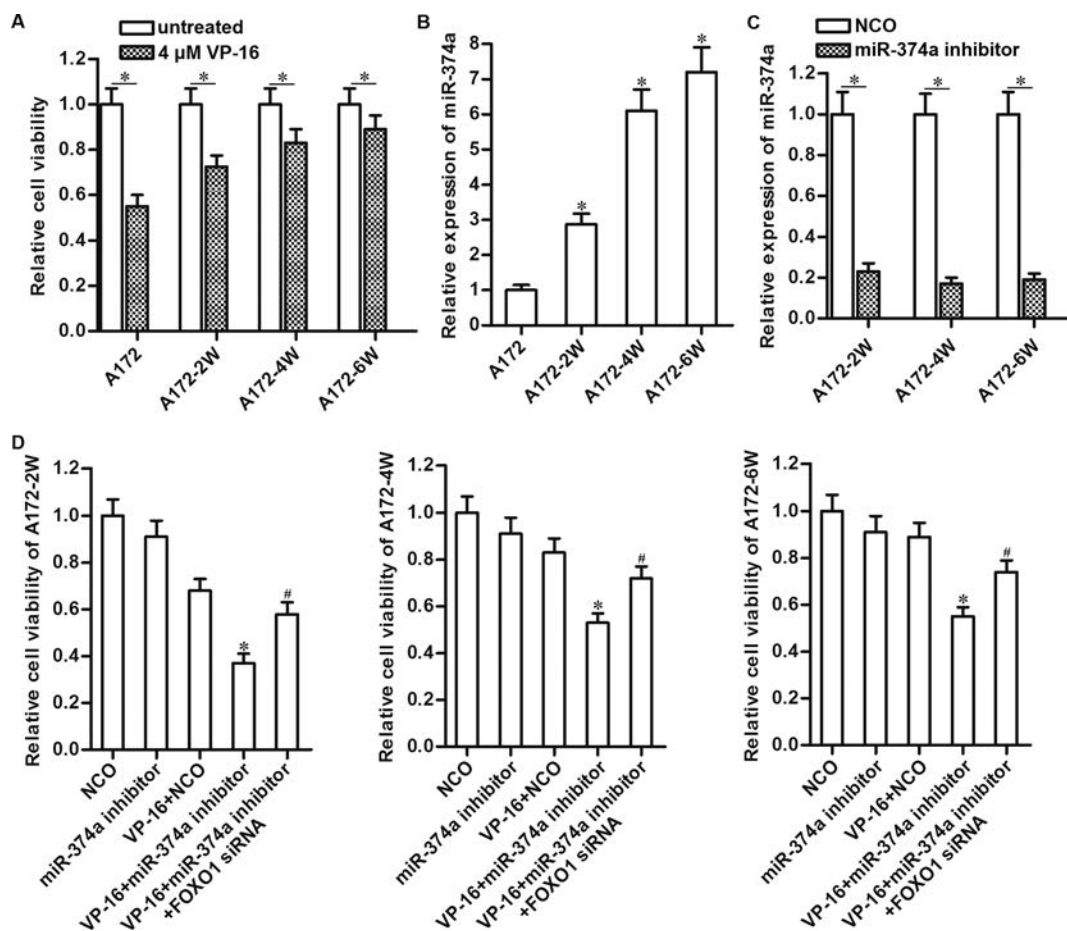 A
untreated
4 μM VP-16
Relative cell viability
1.2
1.0
0.8
0.6
0.4
0.2
0.0
* * * *
A172
A172-2W
A172-4W
A172-6W
B
Relative expression of miR-374a
8
7
6
5
4
3
2
1
0
* * *
A172
A172-2W
A172-4W
A172-6W
C
NCO
miR-374a inhibitor
Relative expression of miR-374a
1.2
1.0
0.8
0.6
0.4
0.2
0.0
* * *
A172-2W
A172-4W
A172-6W
D
Relative cell viability of A172-2W
1.2
1.0
0.8
0.6
0.4
0.2
0.0
* #
NCO
miR-374a inhibitor
VP-16+NCO
VP-16+miR-374a inhibitor
VP-16+miR-374a inhibitor
+FOXO1 siRNA
Relative cell viability of A172-4W
1.2
1.0
0.8
0.6
0.4
0.2
0.0
* #
NCO
miR-374a inhibitor
VP-16+NCO
VP-16+miR-374a inhibitor
VP-16+miR-374a inhibitor
+FOXO1 siRNA
Relative cell viability of A172-6W
1.2
1.0
0.8
0.6
0.4
0.2
0.0
* #
NCO
miR-374a inhibitor
VP-16+NCO
VP-16+miR-374a inhibitor
VP-16+miR-374a inhibitor
+FOXO1 siRNA